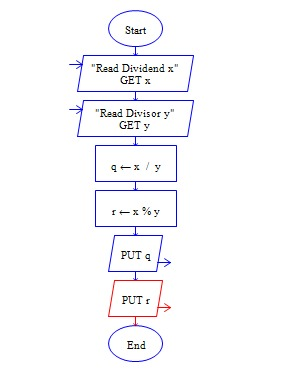 Start
"Read Dividend x"
GET x
"Read Divisor y"
GET y
q ← x / y
r ← x % y
PUT q
PUT r
End